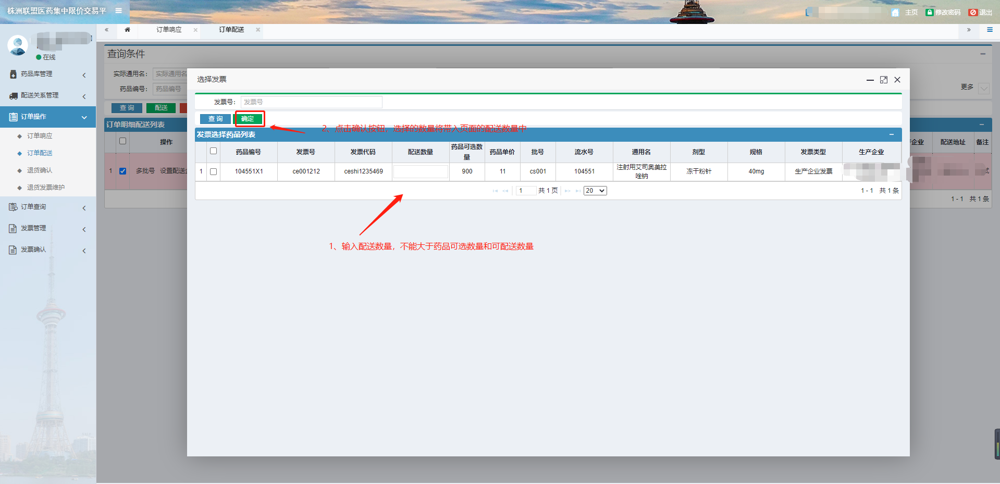 株洲联盟医药集中限价交易平
主页
修改密码
退出
在线
订单响应
订单配送
药品库管理
配送关系管理
订单操作
订单响应
订单配送
退货确认
退货发票维护
订单查询
发票管理
发票确认
查询条件
实际通用名：
实际通用名
药品编号：
药品编号
更多
查 询
配送
订单明细配送列表
操作
企业
配送地址
备注
1
多批号 设置配送
试
1 - 1 共 1 条
选择发票
发票号：
发票号
查 询
确定
2、点击确认按钮，选择的数量将带入页面的配送数量中
发票选择药品列表
药品编号 发票号 发票代码 配送数量 药品可选数量 药品单价 批号 流水号 通用名 剂型 规格 发票类型 生产企业
1 104551X1 ce001212 ceshi1235469 900 11 cs001 104551 注射用艾司奥美拉唑钠 冻干粉针 40mg 生产企业发票
1 共 1 页 20
1 - 1 共 1 条
1、输入配送数量，不能大于药品可选数量和可配送数量